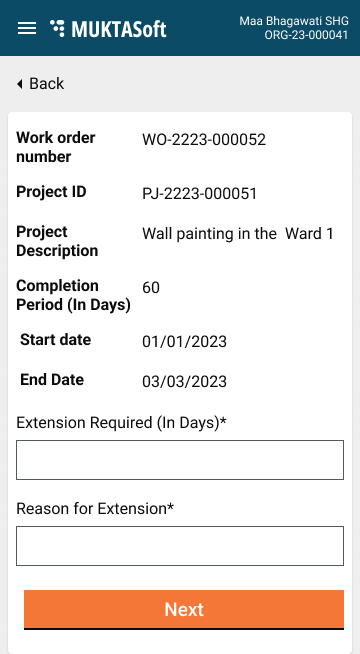 MUKTASoft
Maa Bhagawati SHG
ORG-23-000041
Back
Work order number WO-2223-000052
Project ID PJ-2223-000051
Project Description Wall painting in the Ward 1
Completion Period (In Days) 60
Start date 01/01/2023
End Date 03/03/2023
Extension Required (In Days)*
Reason for Extension*
Next